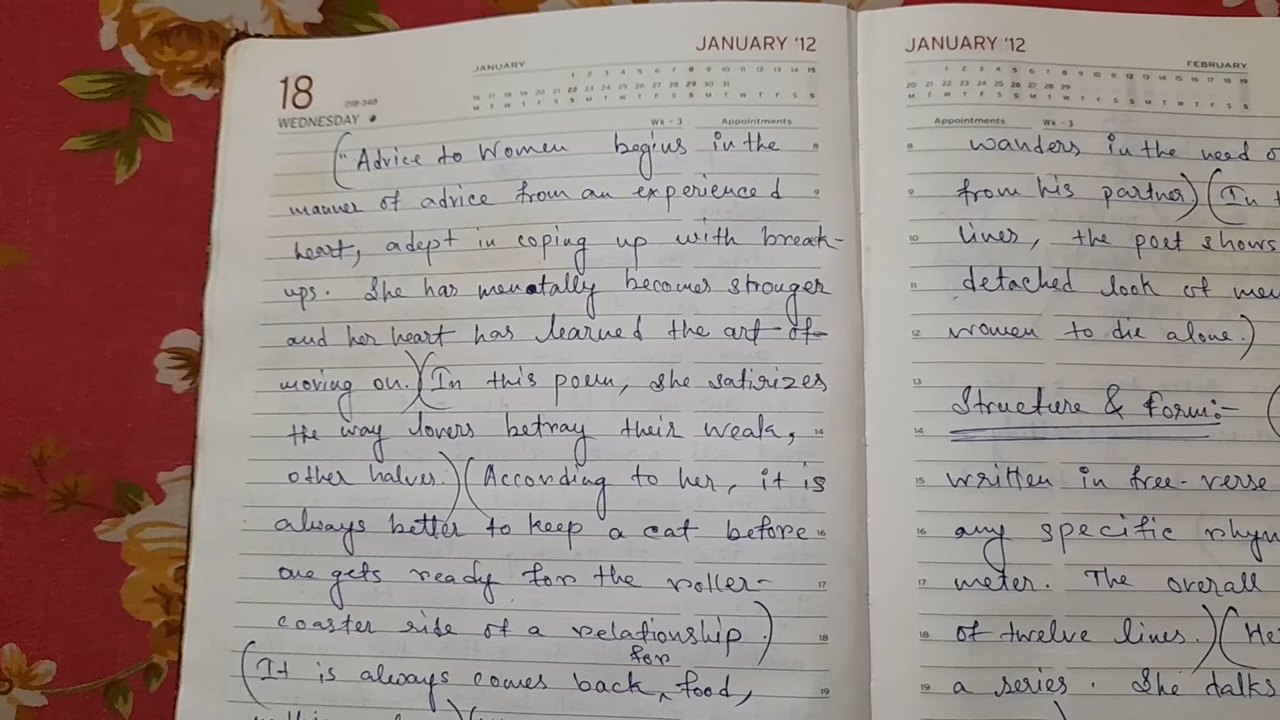 JANUARY '12
18
WEDNESDAY
JANUARY
Wk - 3 Appointments
("Advice to Women begins in the
manner of advice from an experienced
heart, adept in coping up with break-
ups. She has menatally becomes stronger
and her heart has learned the art of
moving on.) (In this poem, she satirizes
the way lovers betray their weak,
other halves.) (According to her, it is
always better to keep a cat before
one gets ready for the roller-
coaster ride of a relationship.)
for
(It is always comes back, food,
JANUARY '12
FEBRUARY
Appointments Wk - 3
wanders in the need
from his partner.) (In
lines, the poet shows
detached look of
women to die alone.)
Structure & Form:-
written in free-verse
any specific
meter. The overall
of twelve lines.) (
a series. She talks